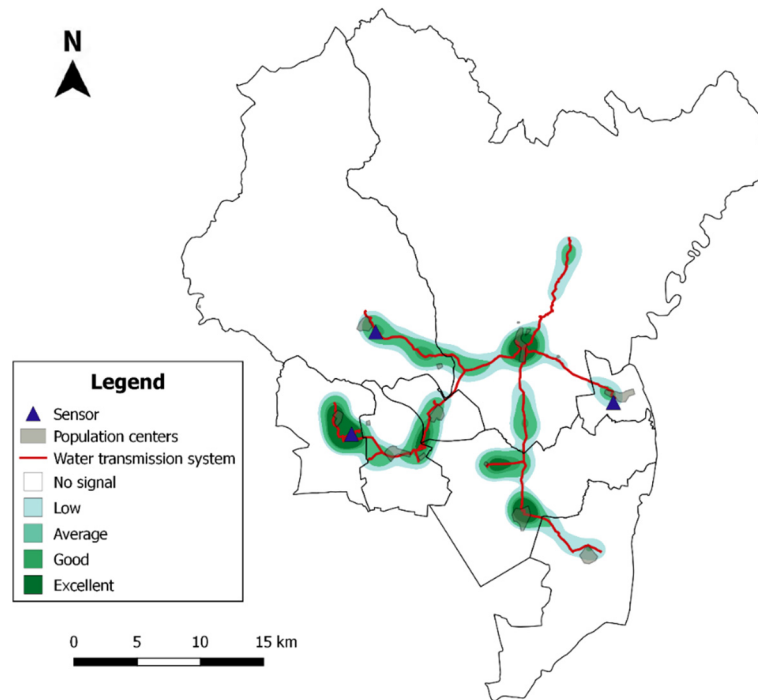 N
Legend
Sensor
Population centers
Water transmission system
No signal
Low
Average
Good
Excellent
0 5 10 15 km